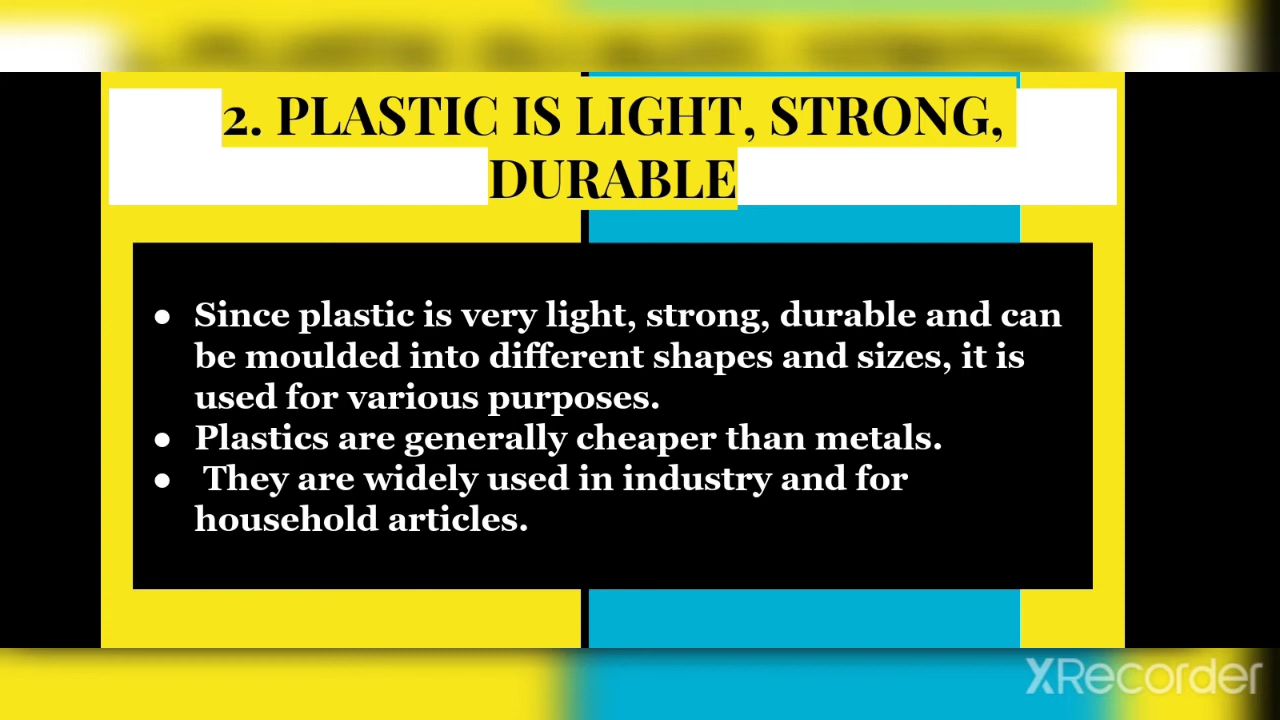 2. PLASTIC IS LIGHT, STRONG,
DURABLE
● Since plastic is very light, strong, durable and can
be moulded into different shapes and sizes, it is
used for various purposes.
● Plastics are generally cheaper than metals.
● They are widely used in industry and for
household articles.
XRecorder